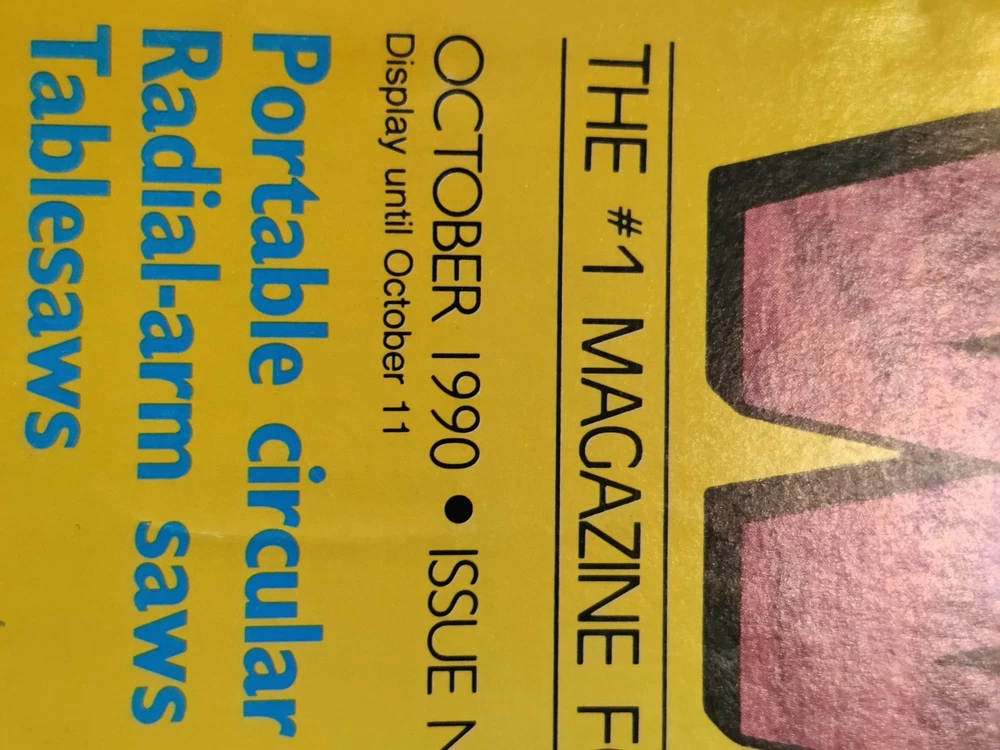 THE #1 MAGAZINE
OCTOBER 1990 • ISSUE
Display until October 11
Portable circular
Radial-arm saws
Tablesaws